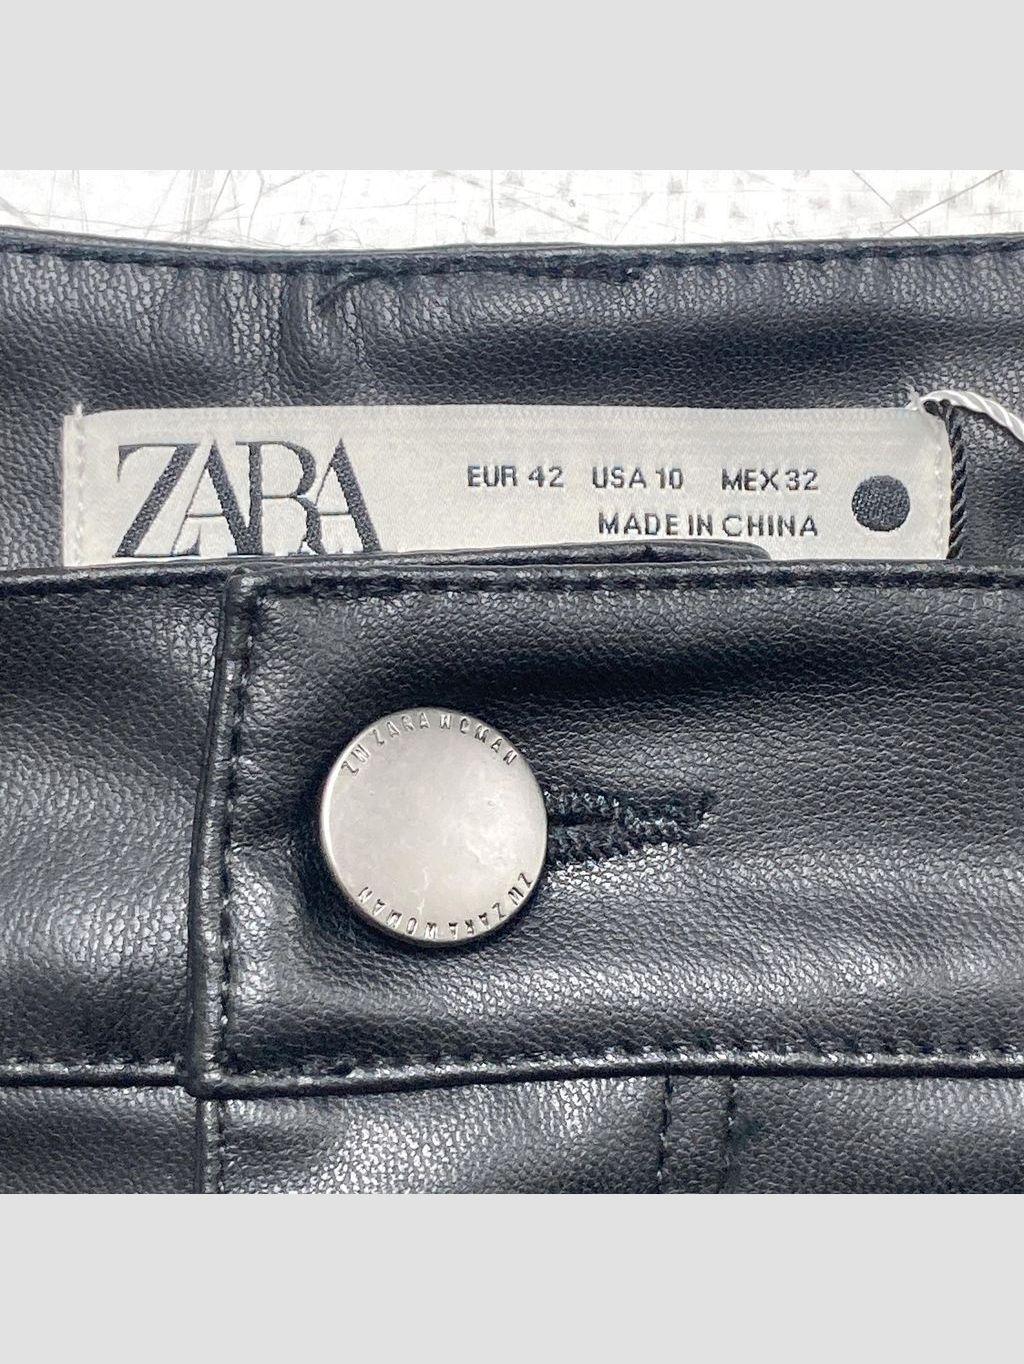 ZARA
EUR 42 USA 10 MEX 32
MADE IN CHINA
ZW ZARA WOMAN
ZW ZARA WOMAN